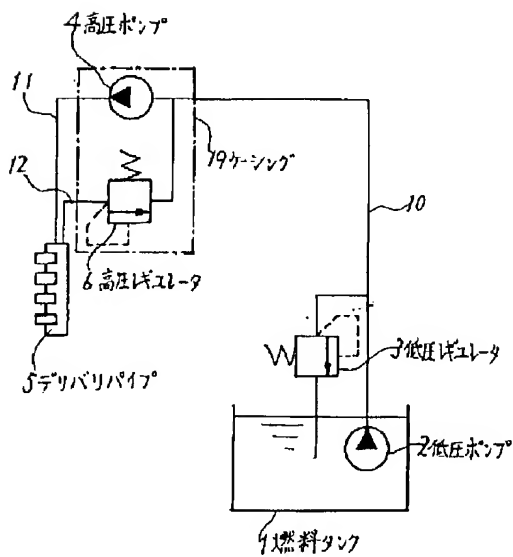 4高圧ポンプ
11
19ケーシング
12
10
6高圧レギュレータ
3低圧レギュレータ
5デリバリパイプ
2低圧ポンプ
1燃料タンク